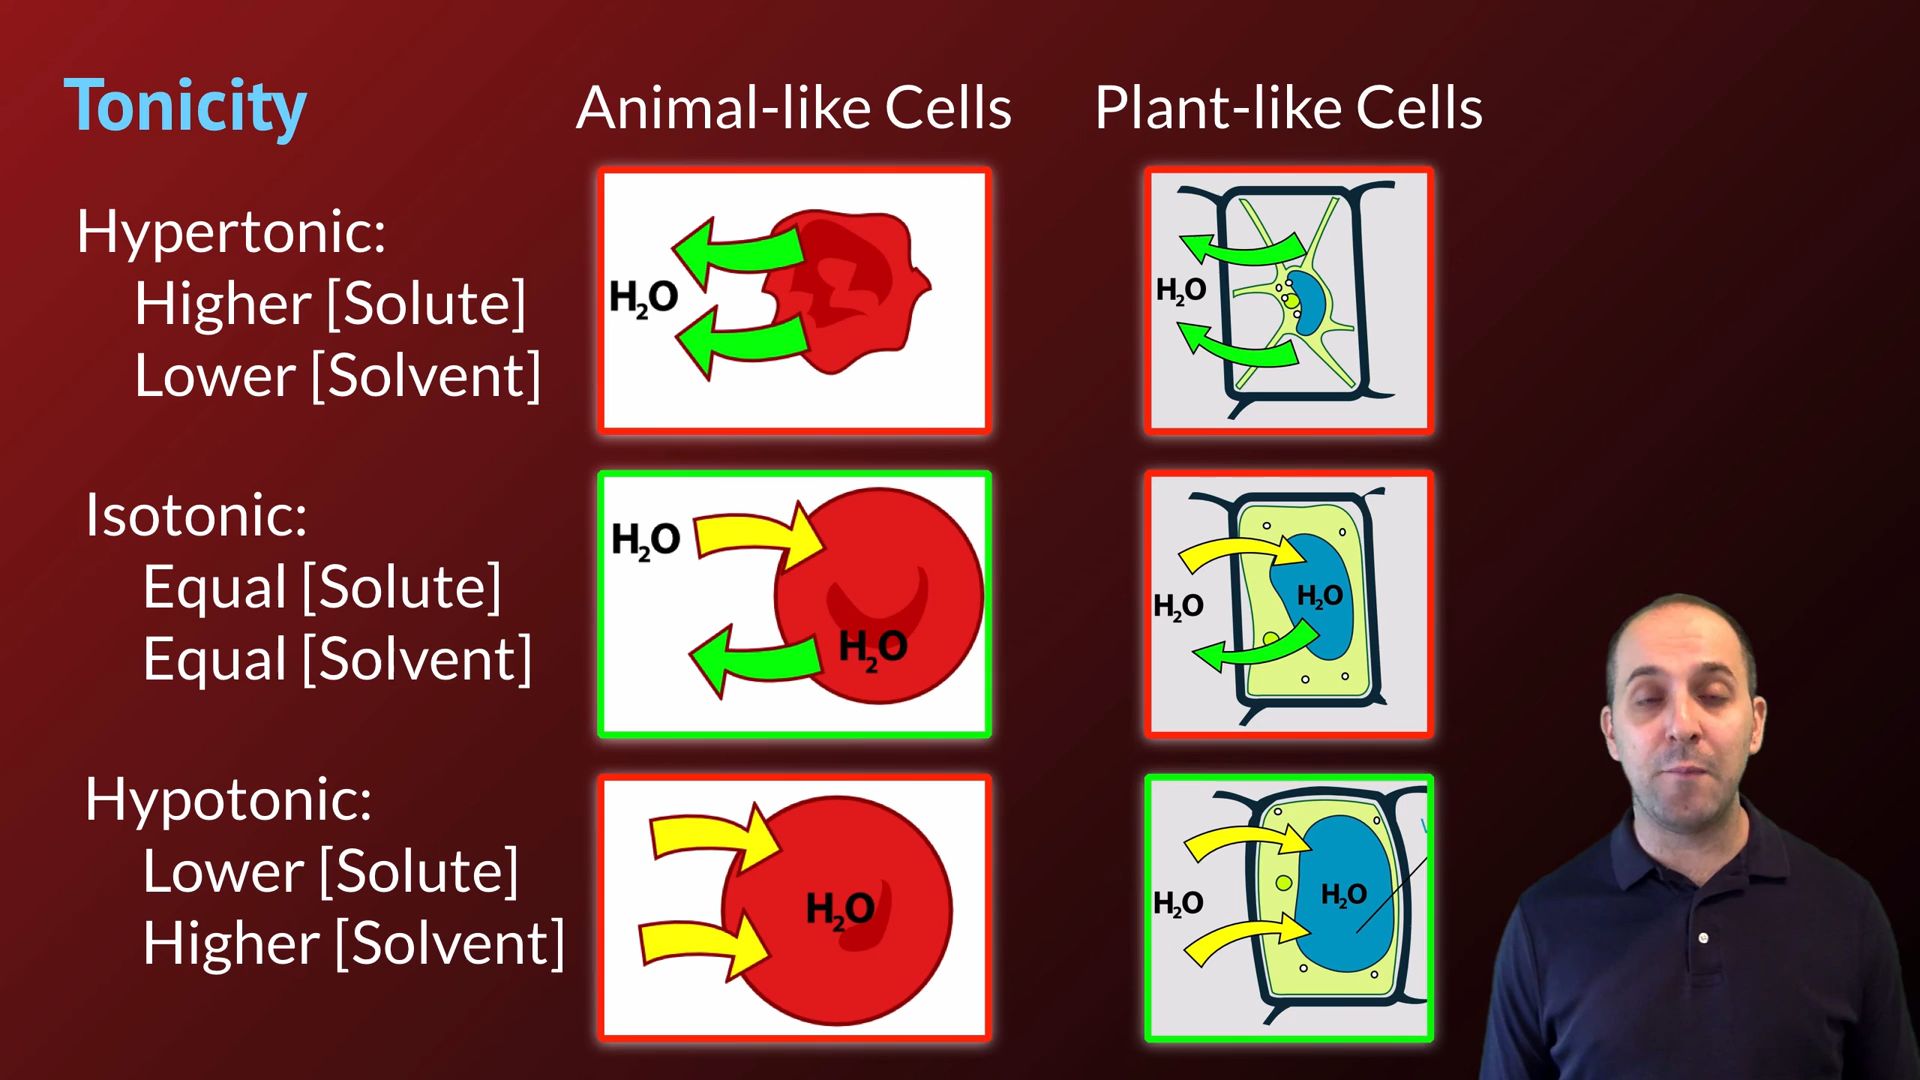 Tonicity
Animal-like Cells
Plant-like Cells
Hypertonic:
Higher [Solute]
Lower [Solvent]
H₂O
H₂O
Isotonic:
Equal [Solute]
Equal [Solvent]
H₂O
H₂O
H₂O
H₂O
Hypotonic:
Lower [Solute]
Higher [Solvent]
H₂O
H₂O
H₂O